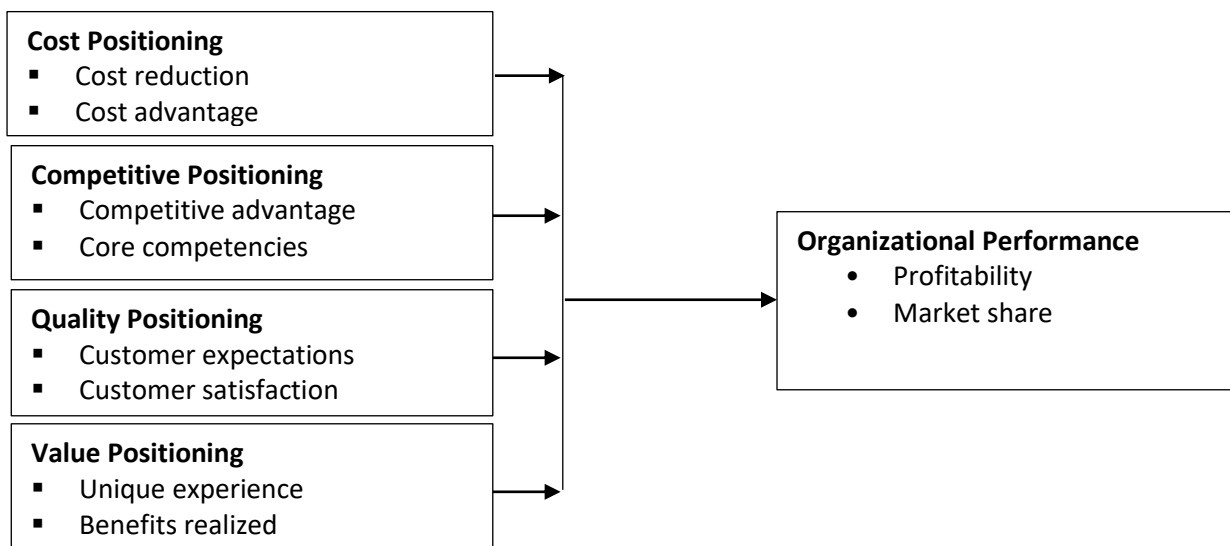 Cost Positioning
▪ Cost reduction
▪ Cost advantage
Competitive Positioning
▪ Competitive advantage
▪ Core competencies
Quality Positioning
▪ Customer expectations
▪ Customer satisfaction
Value Positioning
▪ Unique experience
▪ Benefits realized
Organizational Performance
• Profitability
• Market share